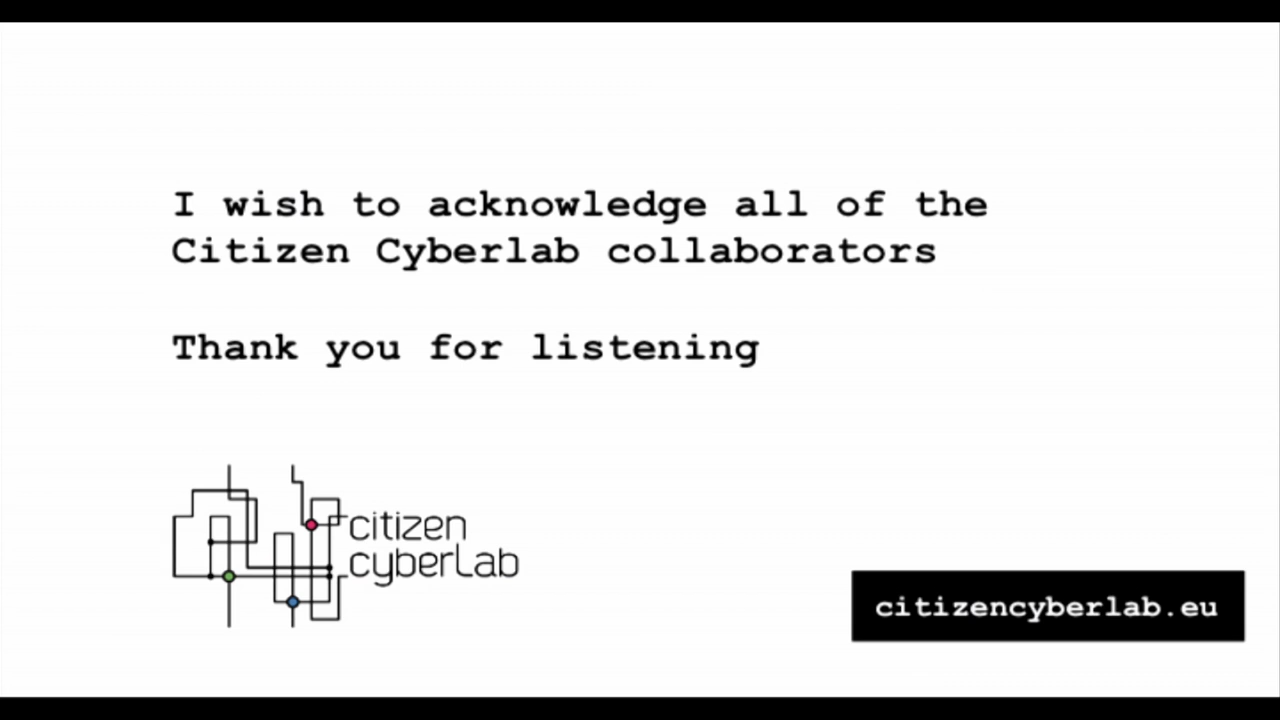 I wish to acknowledge all of the
Citizen Cyberlab collaborators
Thank you for listening
citizen
cyberLab
citizencyberlab.eu